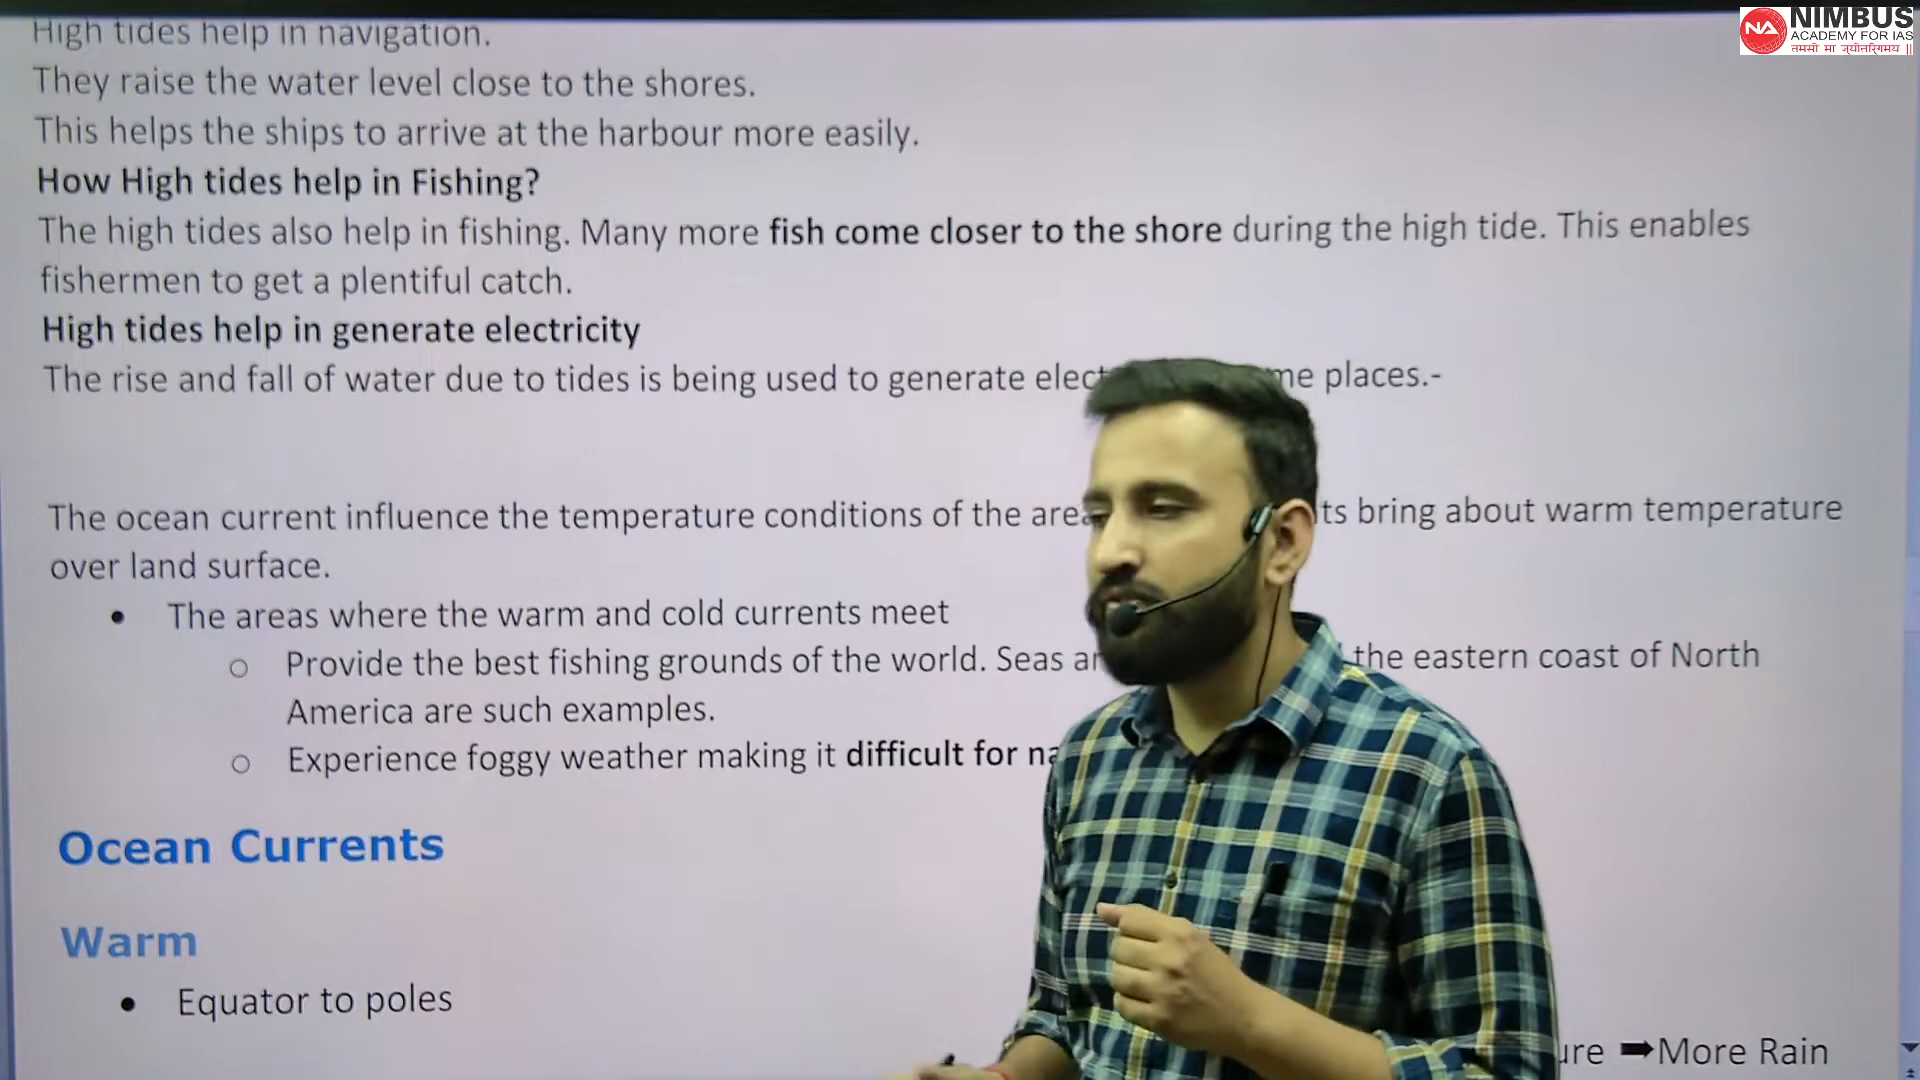 High tides help in navigation.
They raise the water level close to the shores.
This helps the ships to arrive at the harbour more easily.
How High tides help in Fishing?
The high tides also help in fishing. Many more fish come closer to the shore during the high tide. This enables
fishermen to get a plentiful catch.
High tides help in generate electricity
The rise and fall of water due to tides is being used to generate places.-
The ocean current influence the temperature conditions of the bring about warm temperature
over land surface.
• The areas where the warm and cold currents meet
○ Provide the best fishing grounds of the world. Seas the eastern coast of North
America are such examples.
○ Experience foggy weather making it difficult for
Ocean Currents
Warm
• Equator to poles
➡More Rain
NA
NIMBUS
ACADEMY FOR IAS
तमसो मा ज्योतिर्गमय ||